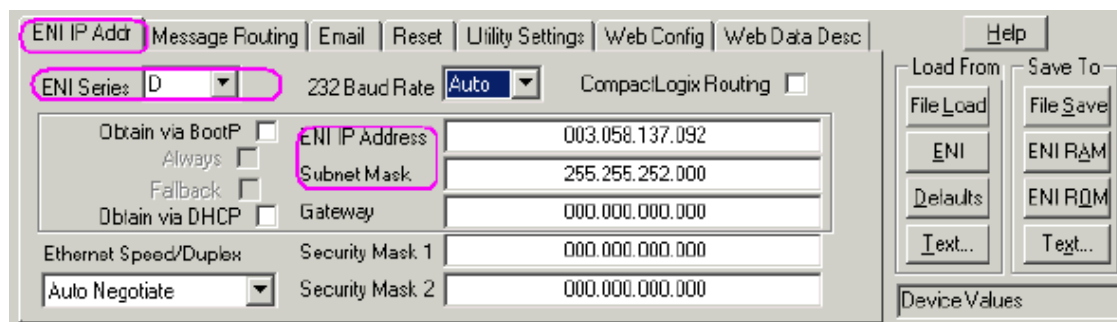 ENI IP Addr Message Routing Email Reset Utility Settings Web Config Web Data Desc
ENI Series D 232 Baud Rate Auto CompactLogix Routing
Obtain via BootP
Always
Fallback
Obtain via DHCP
ENI IP Address 003.058.137.092
Subnet Mask 255.255.252.000
Gateway 000.000.000.000
Ethernet Speed/Duplex
Auto Negotiate
Security Mask 1 000.000.000.000
Security Mask 2 000.000.000.000
Help
Load From
File Load
ENI
Defaults
Text...
Save To
File Save
ENI RAM
ENI ROM
Text...
Device Values